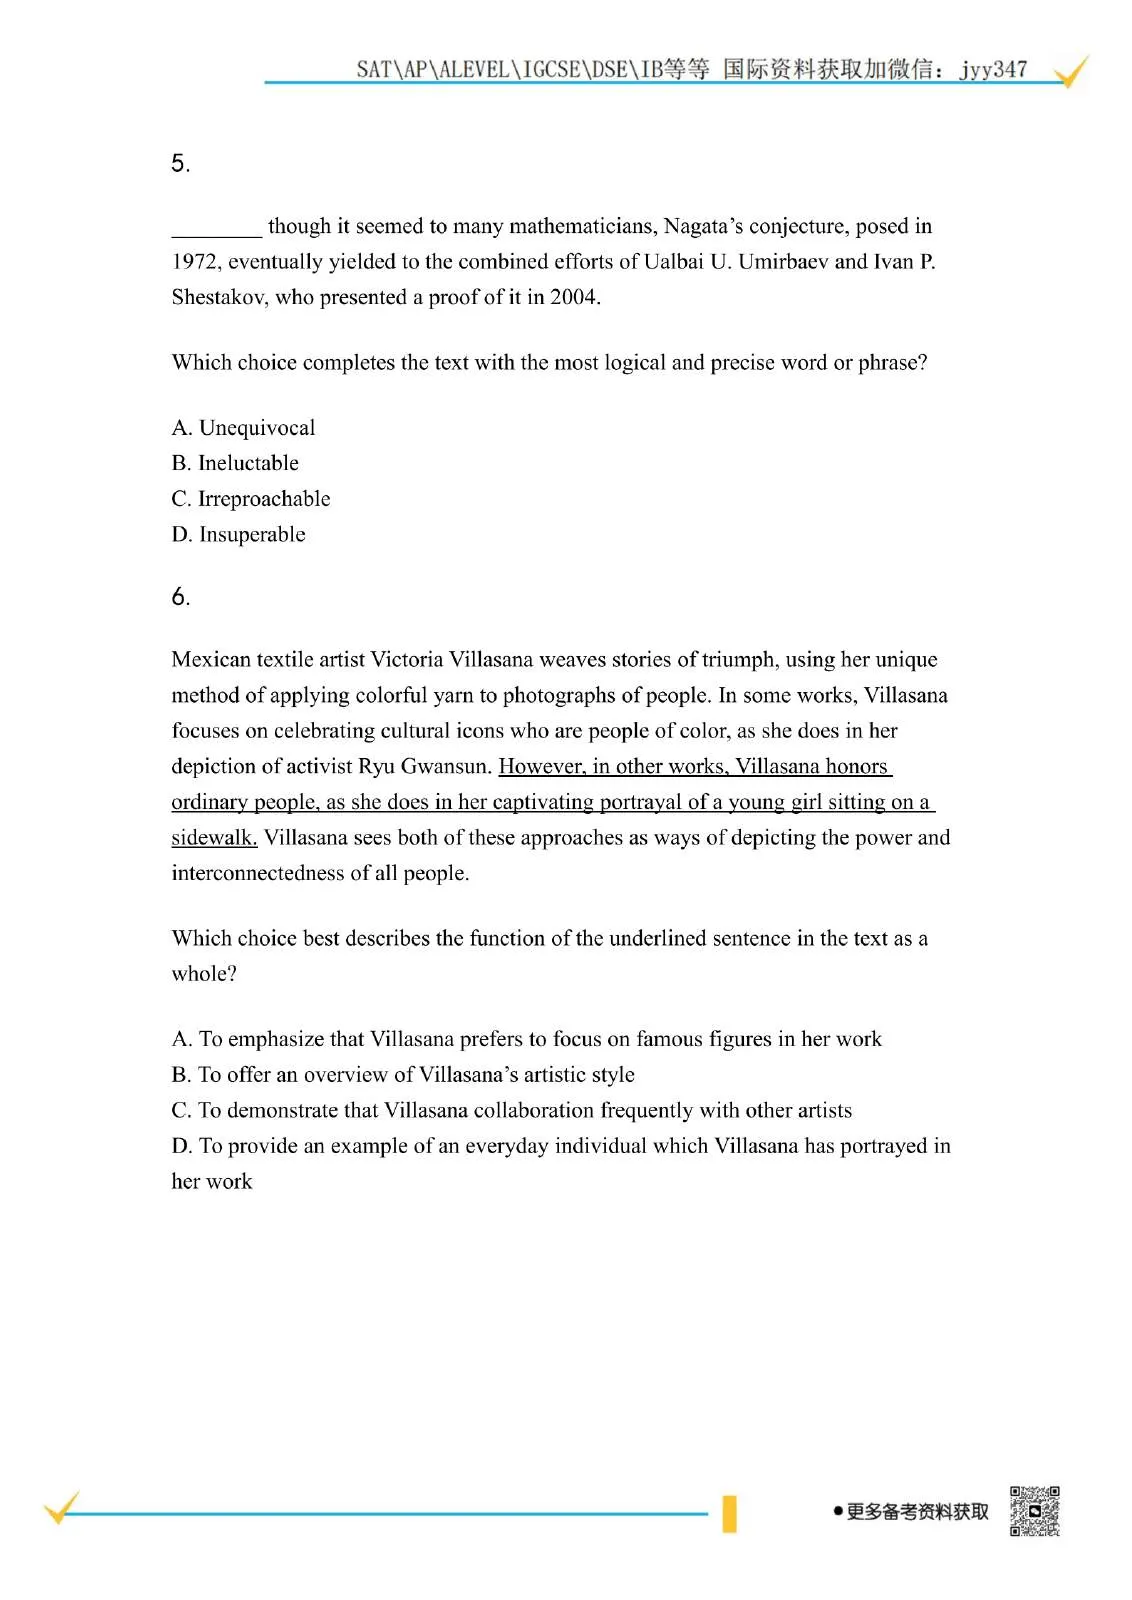 SAT\AP\ALEVEL\IGCSE\DSE\IB等等 国际资料获取加微信：jyy347
5.
________ though it seemed to many mathematicians, Nagata’s conjecture, posed in
1972, eventually yielded to the combined efforts of Ualbai U. Umirbaev and Ivan P.
Shestakov, who presented a proof of it in 2004.
Which choice completes the text with the most logical and precise word or phrase?
A. Unequivocal
B. Ineluctable
C. Irreproachable
D. Insuperable
6.
Mexican textile artist Victoria Villasana weaves stories of triumph, using her unique
method of applying colorful yarn to photographs of people. In some works, Villasana
focuses on celebrating cultural icons who are people of color, as she does in her
depiction of activist Ryu Gwansun. However, in other works, Villasana honors
ordinary people, as she does in her captivating portrayal of a young girl sitting on a
sidewalk. Villasana sees both of these approaches as ways of depicting the power and
interconnectedness of all people.
Which choice best describes the function of the underlined sentence in the text as a
whole?
A. To emphasize that Villasana prefers to focus on famous figures in her work
B. To offer an overview of Villasana’s artistic style
C. To demonstrate that Villasana collaboration frequently with other artists
D. To provide an example of an everyday individual which Villasana has portrayed in
her work
●更多备考资料获取